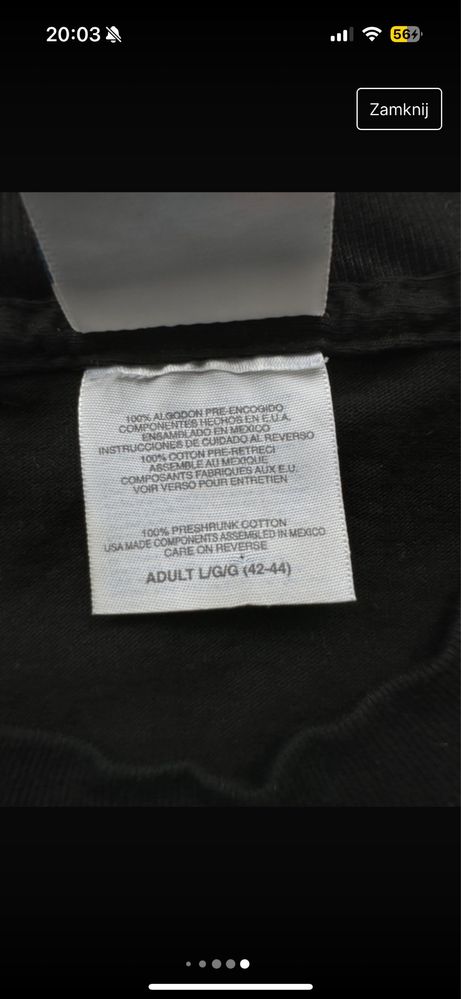 20:03
56
Zamknij
100% ALGODON PRE-ENCOGIDO
COMPONENTES HECHOS EN E.U.A.
ENSAMBLADO EN MEXICO
INSTRUCCIONES DE CUIDADO AL REVERSO
100% COTON PRE-RETRECI
ASSEMBLE AU MEXIQUE
COMPOSANTS FABRIQUES AUX E.U.
VOIR VERSO POUR ENTRETIEN
100% PRESHRUNK COTTON
USA MADE COMPONENTS ASSEMBLED IN MEXICO
CARE ON REVERSE
ADULT L/G/G (42-44)